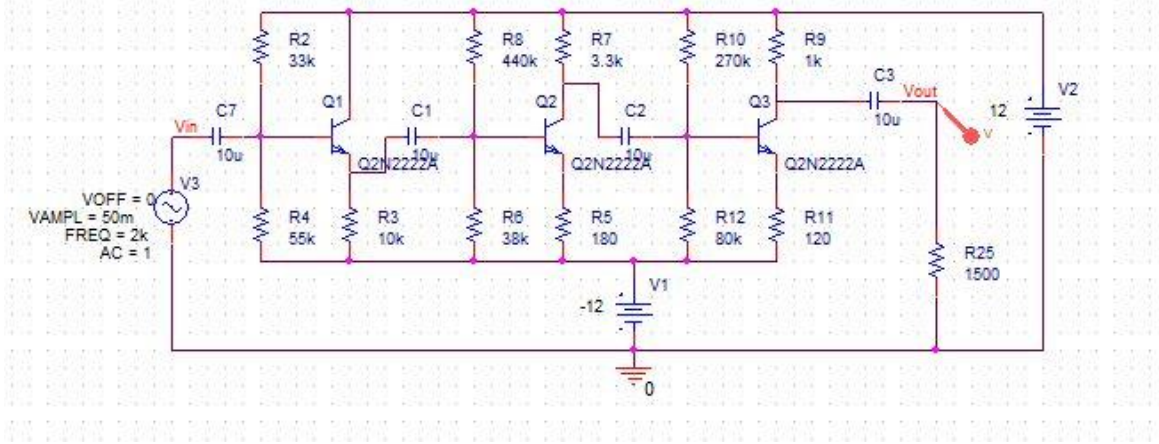 R2
33k
R8
440k
R7
3.3k
R10
270k
R9
1k
C3
10u
Vout
V
V2
12
Vin
C7
10u
Q1
Q2N2222A
C1
10u
Q2
Q2N2222A
C2
10u
Q3
Q2N2222A
V3
VOFF = 0
VAMPL = 50m
FREQ = 2k
AC = 1
R4
55k
R3
10k
R6
38k
R5
180
R12
80k
R11
120
R25
1500
V1
-12
0